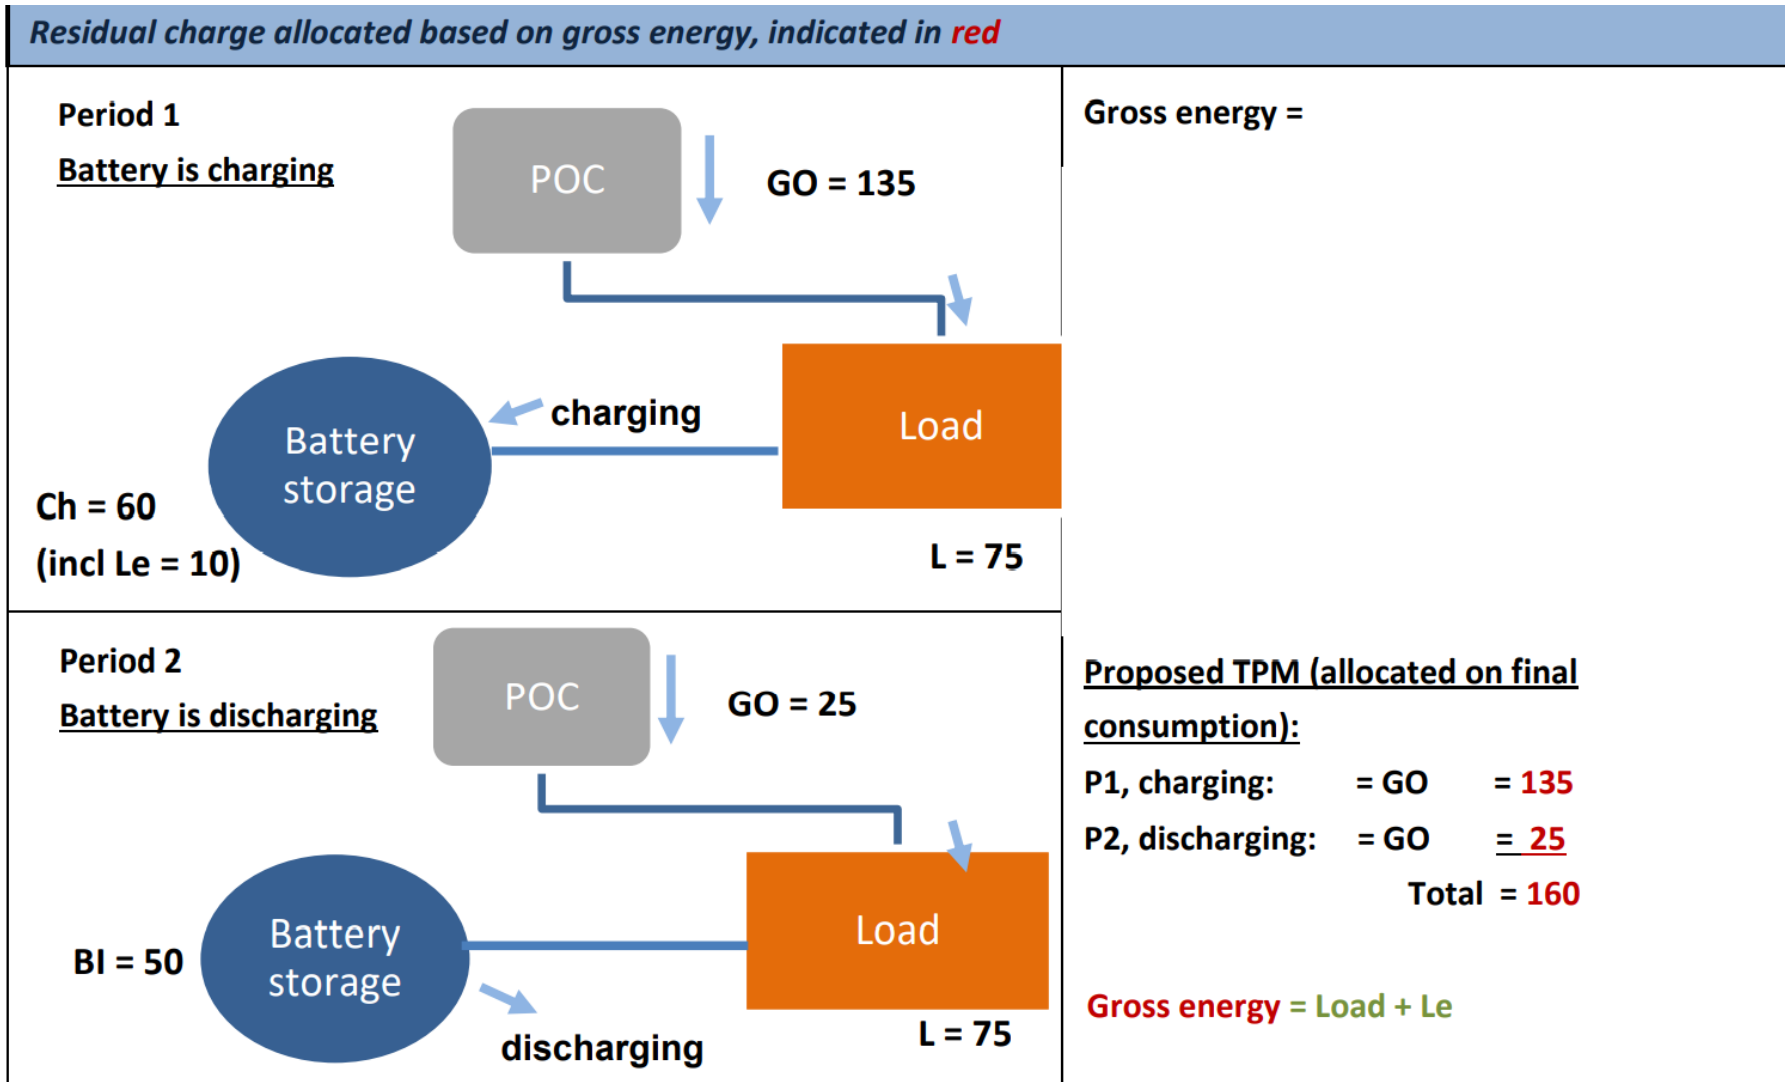 Residual charge allocated based on gross energy, indicated in red
Period 1
Battery is charging
POC
GO = 135
charging
Battery
storage
Load
Ch = 60
(incl Le = 10)
L = 75
Gross energy =
Period 2
Battery is discharging
POC
GO = 25
Battery
storage
Load
BI = 50
discharging
L = 75
Proposed TPM (allocated on final
consumption):
P1, charging: = GO = 135
P2, discharging: = GO = 25
Total = 160
Gross energy = Load + Le